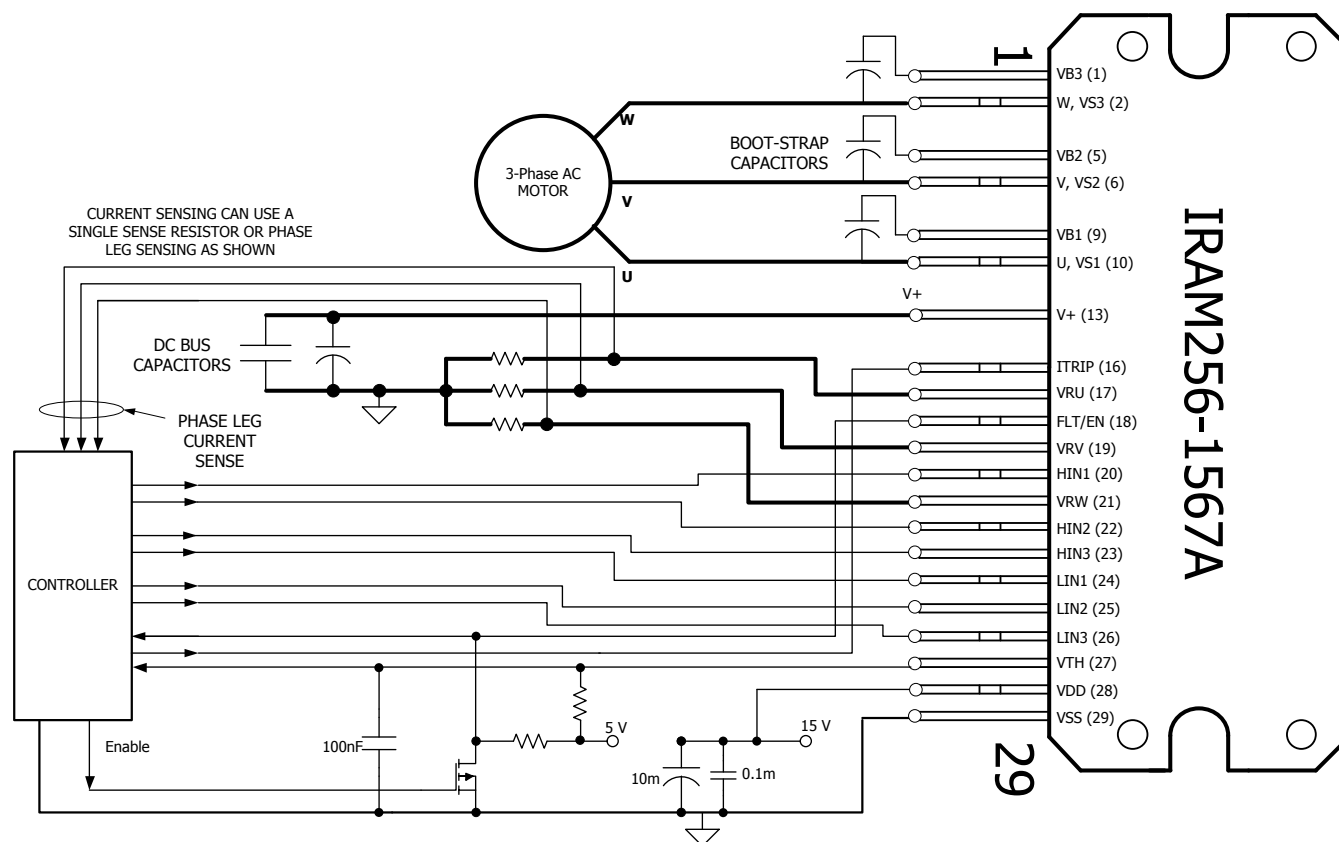 1
VB3 (1)
W, VS3 (2)
W
BOOT-STRAP
CAPACITORS
VB2 (5)
3-Phase AC
MOTOR
V, VS2 (6)
V
CURRENT SENSING CAN USE A
SINGLE SENSE RESISTOR OR PHASE
LEG SENSING AS SHOWN
VB1 (9)
U, VS1 (10)
U
V+
V+ (13)
DC BUS
CAPACITORS
ITRIP (16)
VRU (17)
PHASE LEG
CURRENT
SENSE
FLT/EN (18)
VRV (19)
HIN1 (20)
VRW (21)
HIN2 (22)
HIN3 (23)
CONTROLLER
LIN1 (24)
LIN2 (25)
LIN3 (26)
VTH (27)
VDD (28)
VSS (29)
5 V
15 V
Enable
100nF
10m
0.1m
29
IRAM256-1567A